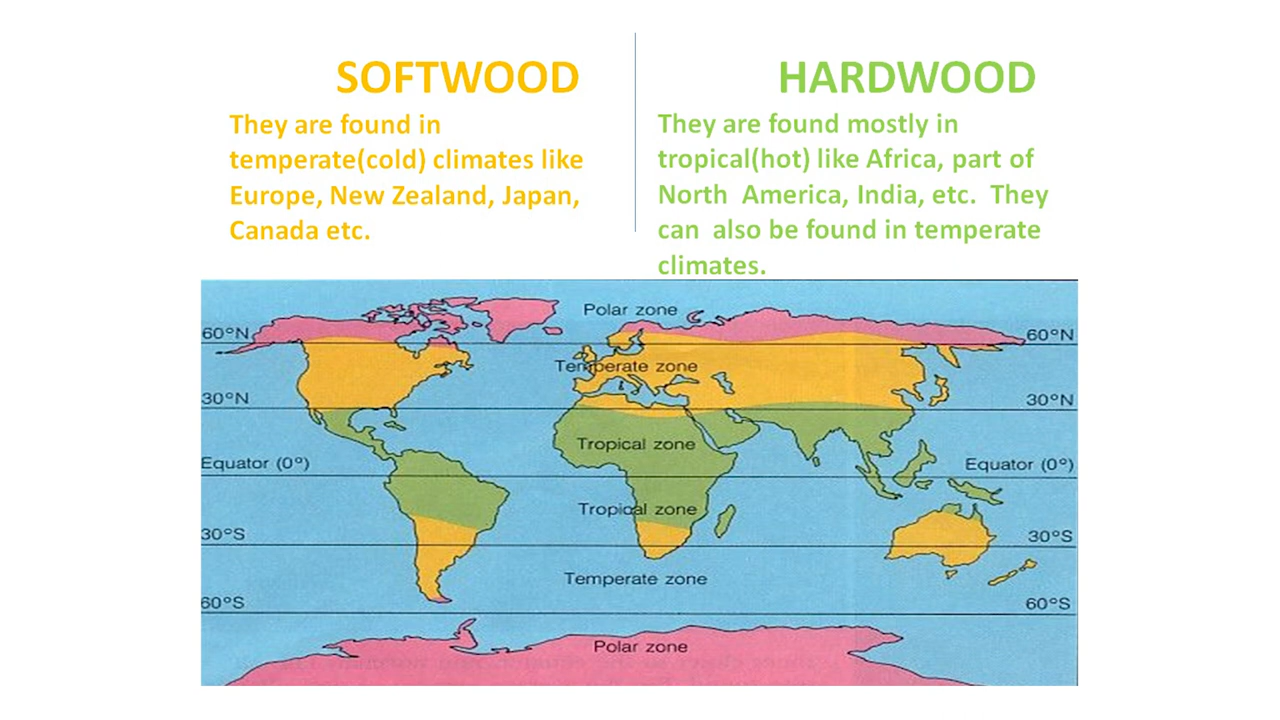 SOFTWOOD
They are found in
temperate(cold) climates like
Europe, New Zealand, Japan,
Canada etc.
HARDWOOD
They are found mostly in
tropical(hot) like Africa, part of
North  America, India, etc.  They
can  also be found in temperate
climates.
Polar zone
60°N
60°N
Temperate zone
30°N
30°N
Tropical zone
Equator (0°)
Equator (0°)
Tropical zone
30°S
30°S
Temperate zone
60°S
60°S
Polar zone